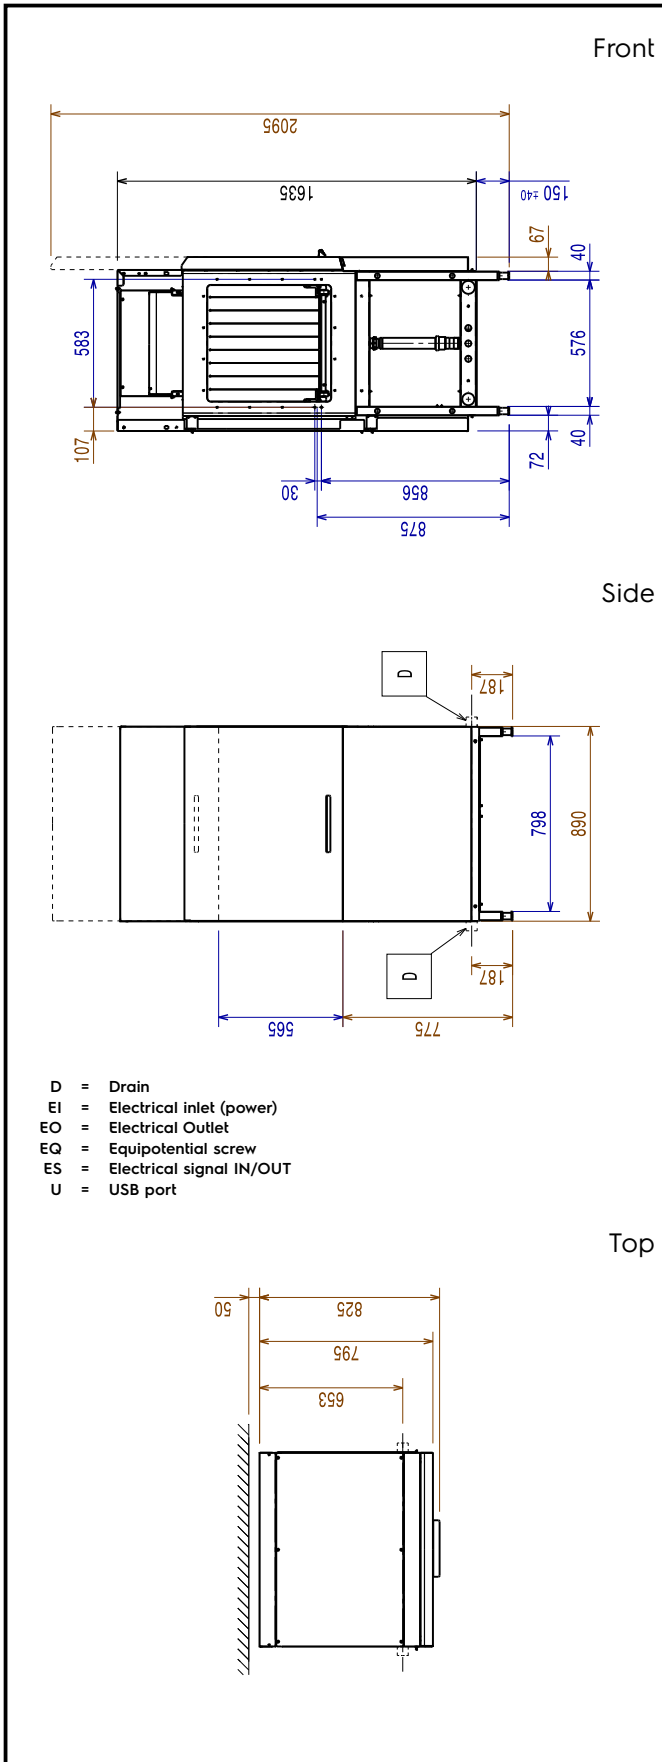 Front
2095
1635
150 ±40
67
40
583
576
107
72
40
30
856
875
Side
D
187
798
890
D
187
565
775
D = Drain
EI = Electrical inlet (power)
EO = Electrical Outlet
EQ = Equipotential screw
ES = Electrical signal IN/OUT
U = USB port
Top
50
825
795
653